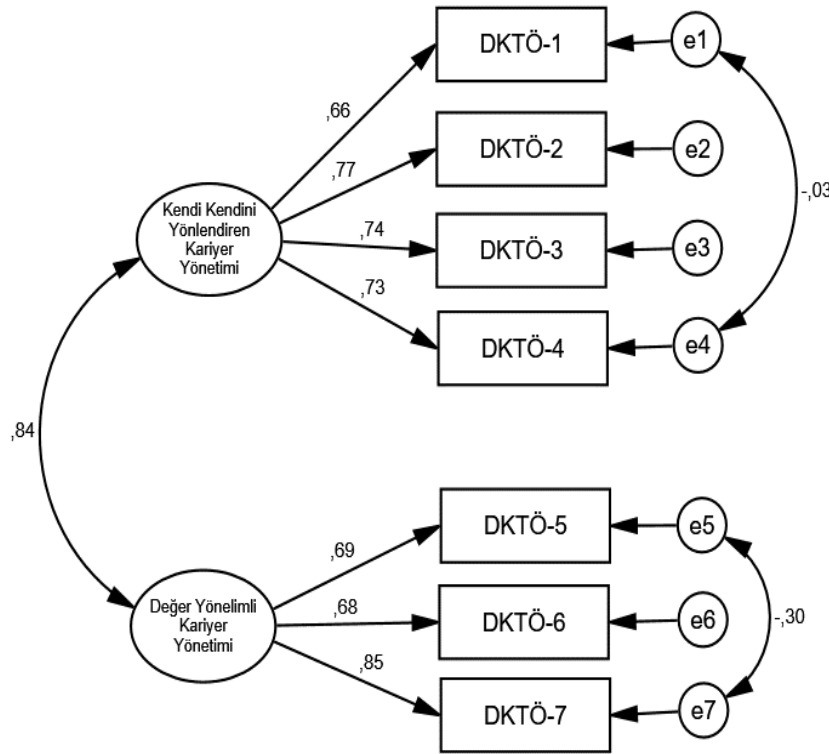 DKTÖ-1
e1
,66
DKTÖ-2
e2
,77
-,03
Kendi Kendini
Yönlendiren
Kariyer
Yönetimi
,74
DKTÖ-3
e3
,73
DKTÖ-4
e4
,84
DKTÖ-5
e5
,69
Değer Yönelimli
Kariyer
Yönetimi
,68
DKTÖ-6
e6
-,30
,85
DKTÖ-7
e7